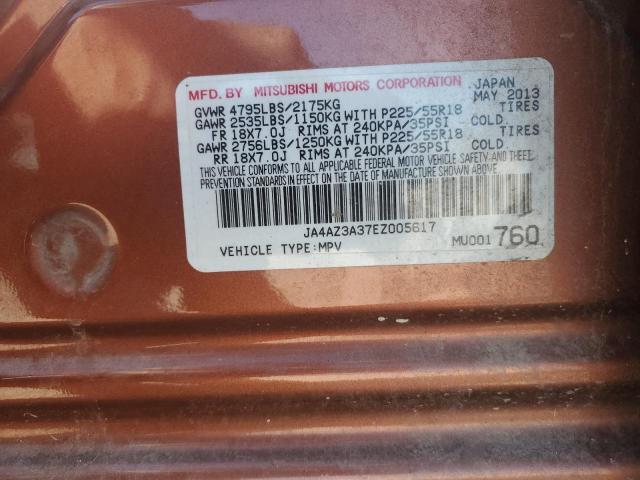 MFD. BY MITSUBISHI MOTORS CORPORATION JAPAN
GVWR 4795LBS/2175KG MAY 2013
GAWR 2535LBS/1150KG WITH P225/55R18 TIRES
FR 18X7.0J RIMS AT 240KPA/35PSI COLD.
GAWR 2756LBS/1250KG WITH P225/55R18 TIRES
RR 18X7.0J RIMS AT 240KPA/35PSI COLD.
THIS VEHICLE CONFORMS TO ALL APPLICABLE FEDERAL MOTOR VEHICLE SAFETY AND THEFT
PREVENTION STANDARDS IN EFFECT ON THE DATE OF MANUFACTURE SHOWN ABOVE.
JA4AZ3A37EZ005617
VEHICLE TYPE:MPV MU001 760